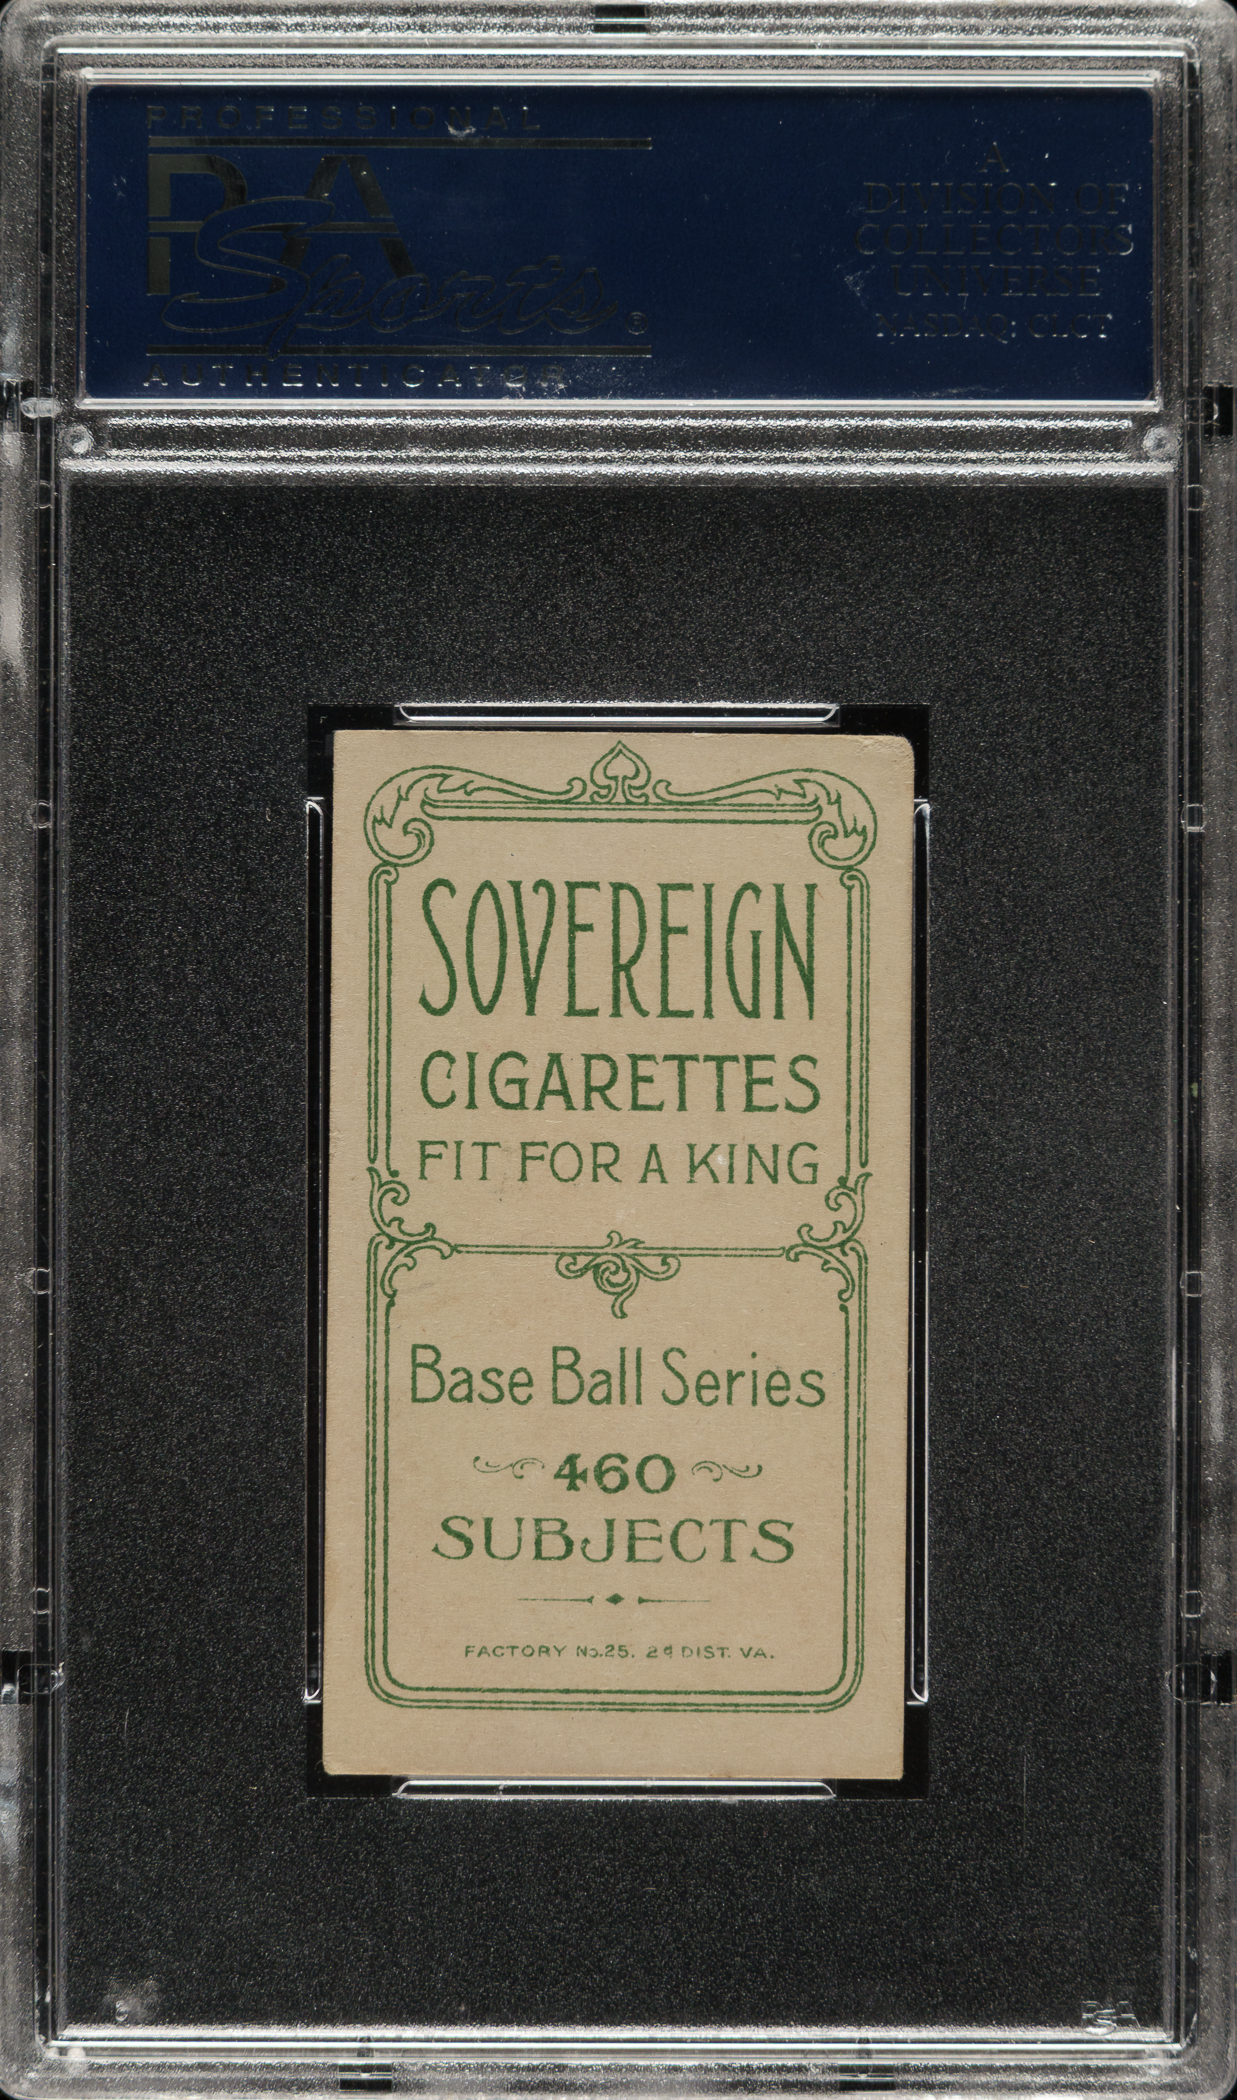 PROFESSIONAL
PSA
Sports ®
AUTHENTICATOR
A
DIVISION OF
COLLECTORS
UNIVERSE
NASDAQ: CLCT
SOVEREIGN
CIGARETTES
FIT FOR A KING
Base Ball Series
460
SUBJECTS
FACTORY No. 25. 2d DIST. VA.
PSA